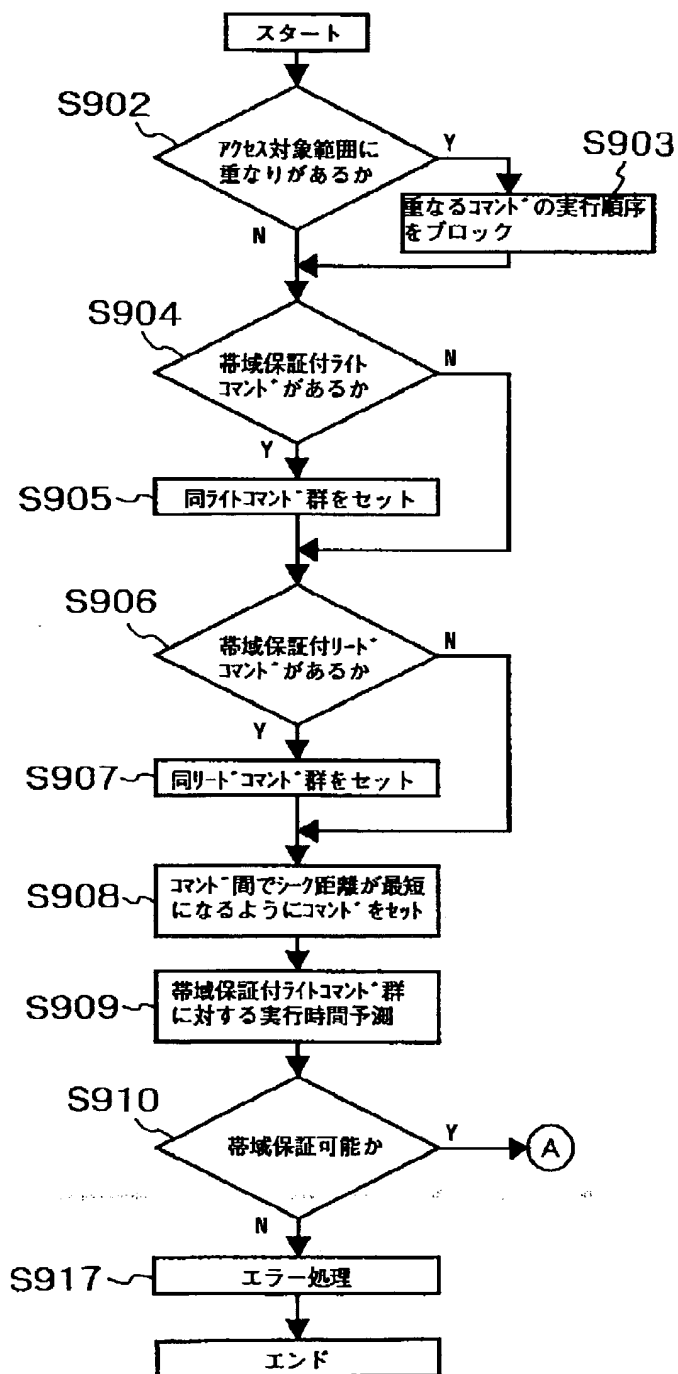 スタート
S902
アクセス対象範囲に
重なりがあるか
Y
N
S903
重なるコマンドの実行順序
をブロック
S904
帯域保証付ライト
コマンドがあるか
N
Y
S905
同ライトコマンド群をセット
S906
帯域保証付リード
コマンドがあるか
N
Y
S907
同リードコマンド群をセット
S908
コマンド間でシーク距離が最短
になるようにコマンドをセット
S909
帯域保証付ライトコマンド群
に対する実行時間予測
S910
帯域保証可能か
Y
A
N
S917
エラー処理
エンド